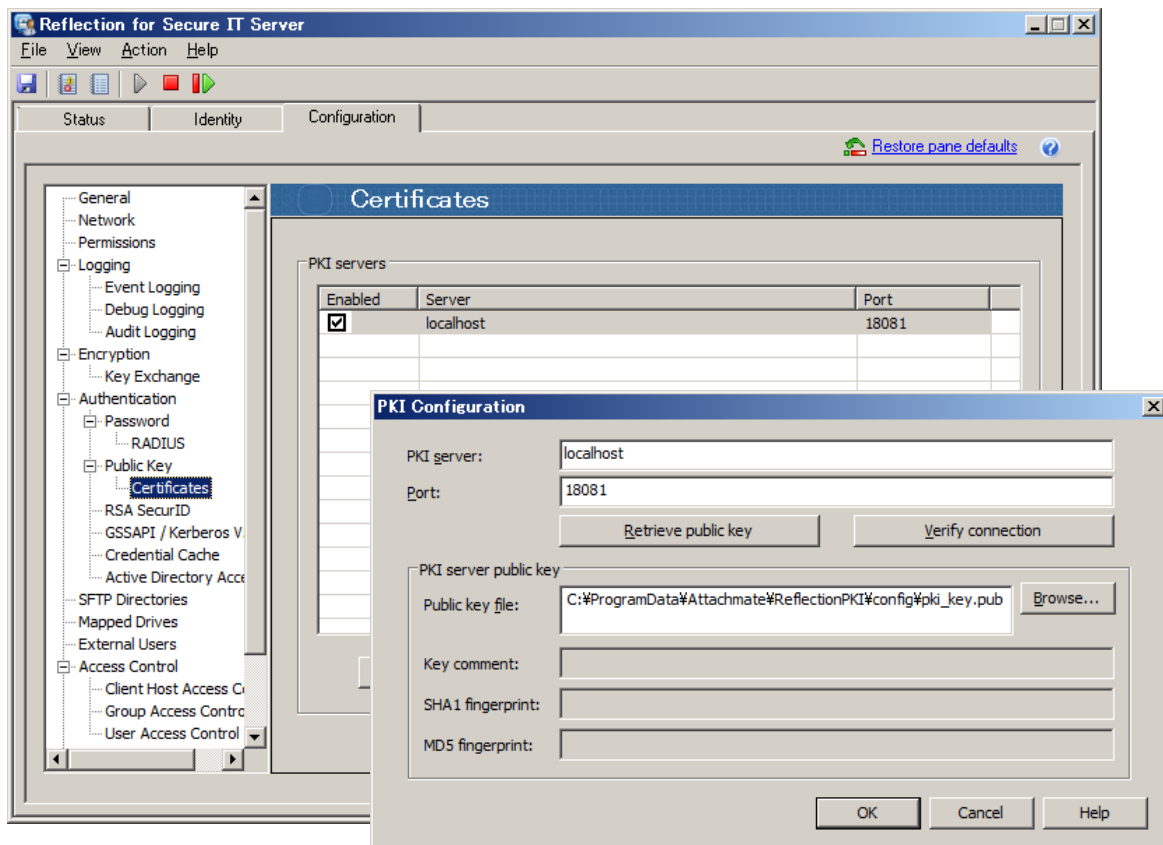 Reflection for Secure IT Server
File View Action Help
Status Identity Configuration
Restore pane defaults
General
Network
Permissions
Logging
Event Logging
Debug Logging
Audit Logging
Encryption
Key Exchange
Authentication
Password
RADIUS
Public Key
Certificates
RSA SecurID
GSSAPI / Kerberos V
Credential Cache
Active Directory Acce
SFTP Directories
Mapped Drives
External Users
Access Control
Client Host Access C
Group Access Contro
User Access Control
Certificates
PKI servers
Enabled Server Port
localhost 18081
PKI Configuration
PKI server: localhost
Port: 18081
Retrieve public key Verify connection
PKI server public key
Public key file: C:¥ProgramData¥Attachmate¥ReflectionPKI¥config¥pki_key.pub Browse...
Key comment:
SHA1 fingerprint:
MD5 fingerprint:
OK Cancel Help